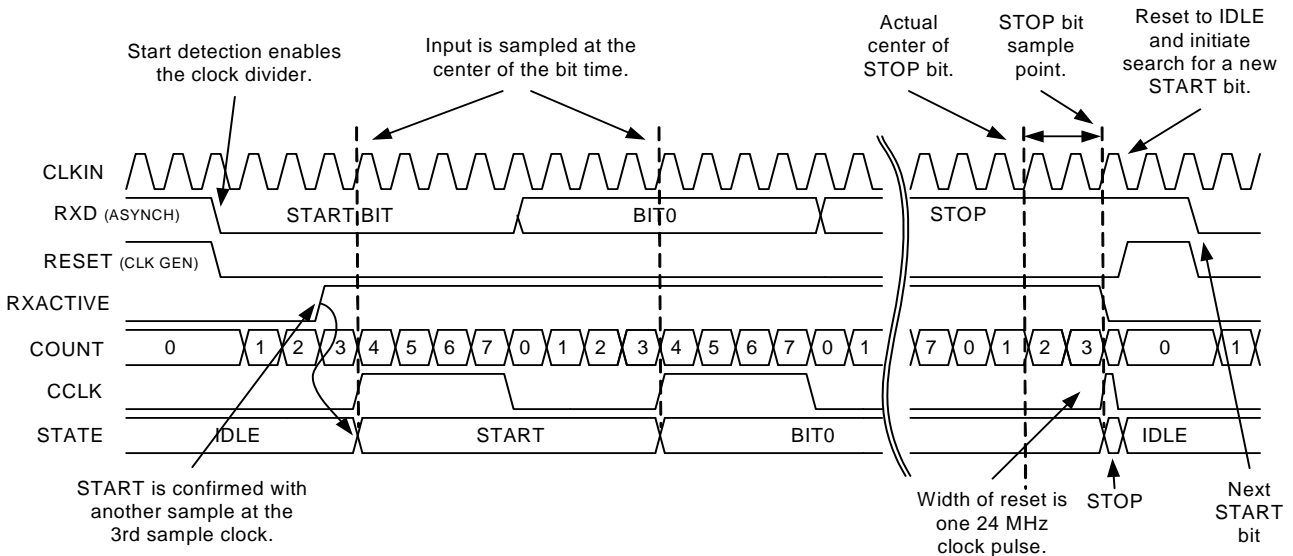 Start detection enables
the clock divider.
Input is sampled at the
center of the bit time.
Actual
center of
STOP bit.
STOP bit
sample
point.
Reset to IDLE
and initiate
search for a new
START bit.
CLKIN
RXD (ASYNCH)
START BIT
BIT0
STOP
RESET (CLK GEN)
RXACTIVE
COUNT
0 1 2 3 4 5 6 7 0 1 2 3 4 5 6 7 0 1 7 0 1 2 3 0 1
CCLK
STATE
IDLE
START
BIT0
IDLE
START is confirmed with
another sample at the
3rd sample clock.
Width of reset is
one 24 MHz
clock pulse.
STOP
Next
START
bit